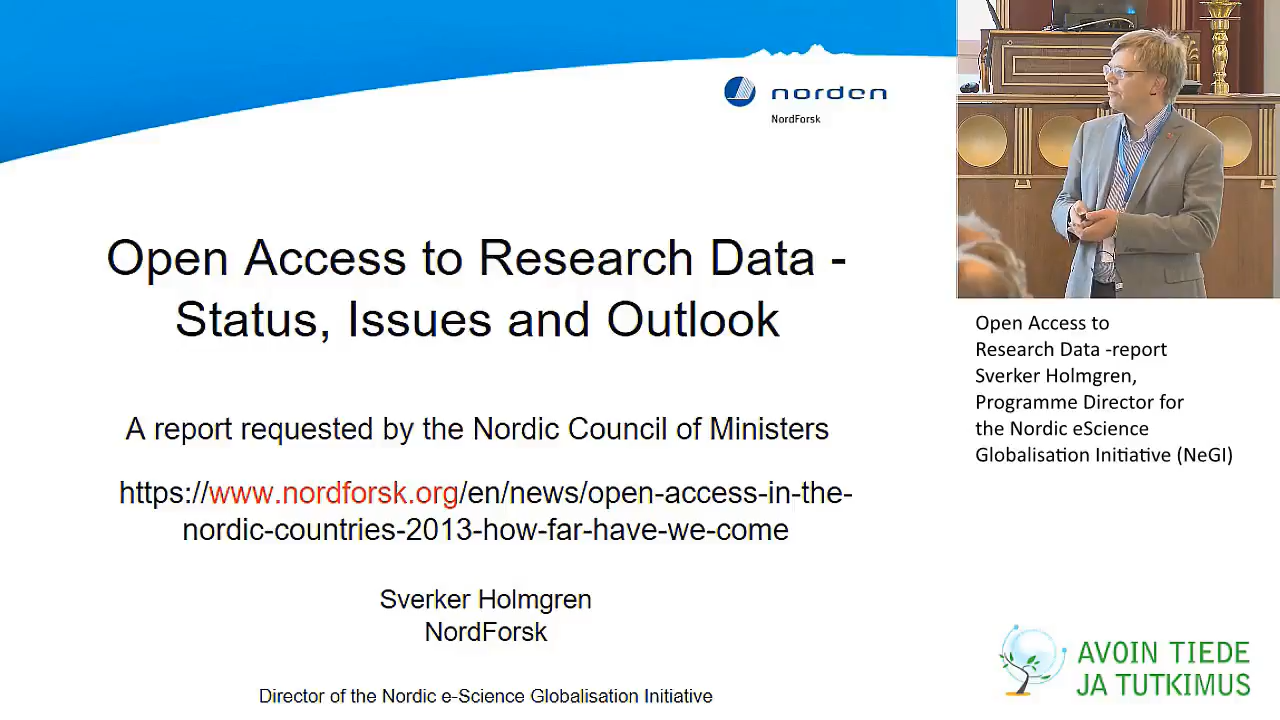 norden
NordForsk
Open Access to Research Data -
Status, Issues and Outlook
A report requested by the Nordic Council of Ministers
https://www.nordforsk.org/en/news/open-access-in-the-
nordic-countries-2013-how-far-have-we-come
Sverker Holmgren
NordForsk
Director of the Nordic e-Science Globalisation Initiative
Open Access to
Research Data -report
Sverker Holmgren,
Programme Director for
the Nordic eScience
Globalisation Initiative (NeGI)
AVOIN TIEDE
JA TUTKIMUS